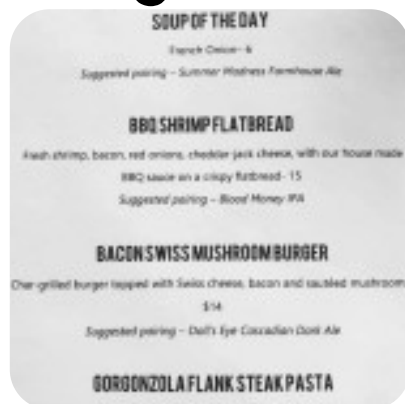 SOUP OF THE DAY
French Onion- 6
Suggested pairing – Summer Madness Farmhouse Ale
BBQ SHRIMP FLATBREAD
Fresh shrimp, bacon, red onions, cheddar jack cheese, with our house made
BBQ sauce on a crispy flatbread- 15
Suggested pairing – Blood Money IPA
BACON SWISS MUSHROOM BURGER
Char-grilled burger topped with Swiss cheese, bacon and sautéed mushroom
$14
Suggested pairing – Doll's Eye Cascadian Dark Ale
GORGONZOLA FLANK STEAK PASTA